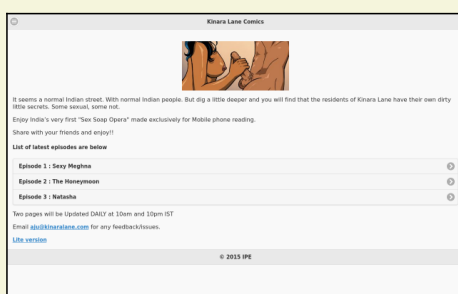 Kinara Lane Comics
It seems a normal Indian street. With normal Indian people. But dig a little deeper and you will find that the residents of Kinara Lane have their own dirty
little secrets. Some sexual, some not.
Enjoy India's very first "Sex Soap Opera" made exclusively for Mobile phone reading.
Share with your friends and enjoy!!
List of latest episodes are below
Episode 1 : Sexy Meghna
Episode 2 : The Honeymoon
Episode 3 : Natasha
Two pages will be Updated DAILY at 10am and 10pm IST
Email aju@kinaralane.com for any feedback/issues.
Lite version
© 2015 IPE